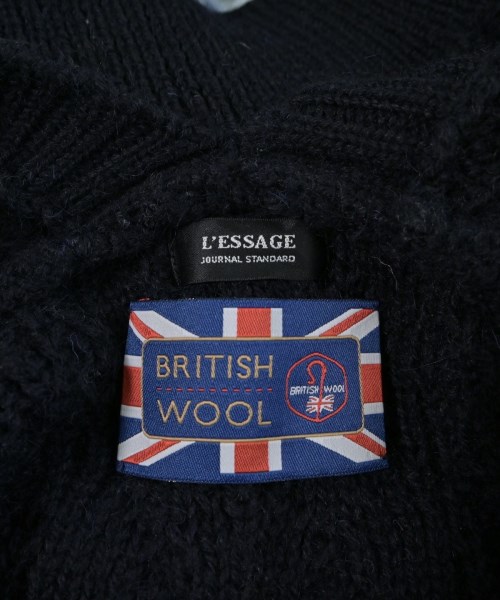 L'ESSAGE
JOURNAL STANDARD
BRITISH
WOOL
BRITISH WOOL